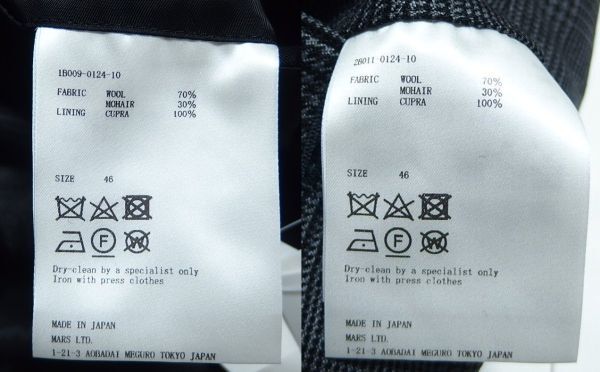 1B009-0124-10
FABRIC WOOL 70%
MOHAIR 30%
LINING CUPRA 100%
SIZE 46
F W
Dry-clean by a specialist only
Iron with press clothes
MADE IN JAPAN
MARS LTD.
1-21-3 AOBADAI MEGURO TOKYO JAPAN
2B011 0124-10
FABRIC WOOL 70%
MOHAIR 30%
LINING CUPRA 100%
SIZE 46
F W
Dry-clean by a specialist only
Iron with press clothes
MADE IN JAPAN
MARS LTD.
1-21-3 AOBADAI MEGURO TOKYO JAPAN